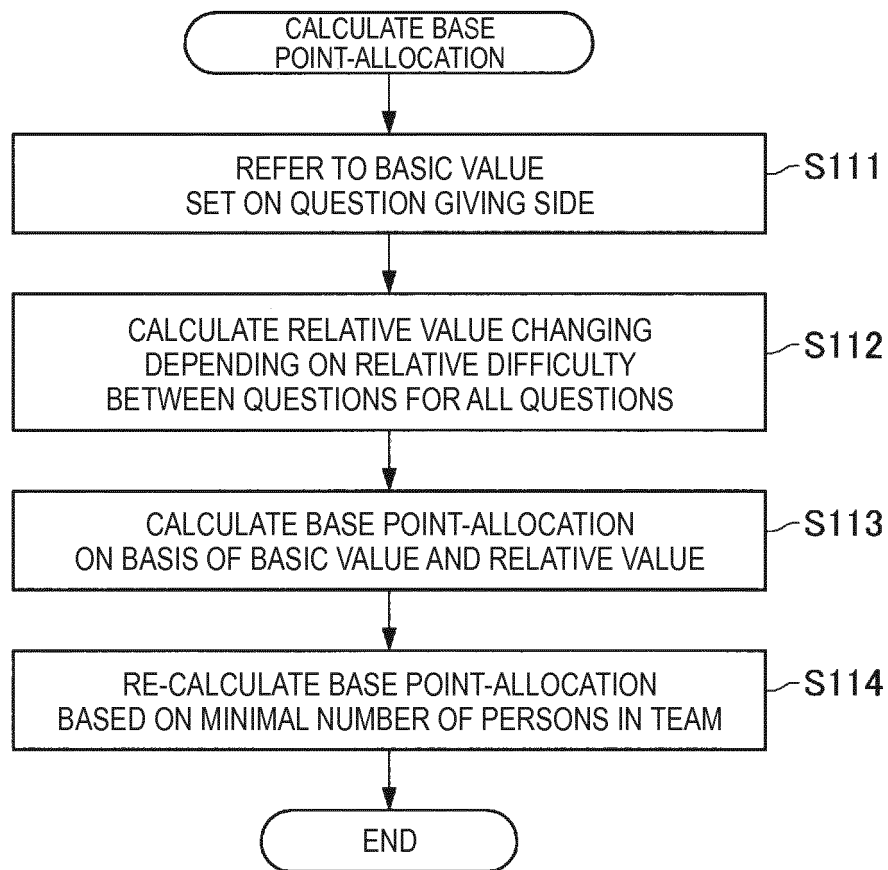 CALCULATE BASE
POINT-ALLOCATION
REFER TO BASIC VALUE
SET ON QUESTION GIVING SIDE
S111
CALCULATE RELATIVE VALUE CHANGING
DEPENDING ON RELATIVE DIFFICULTY
BETWEEN QUESTIONS FOR ALL QUESTIONS
S112
CALCULATE BASE POINT-ALLOCATION
ON BASIS OF BASIC VALUE AND RELATIVE VALUE
S113
RE-CALCULATE BASE POINT-ALLOCATION
BASED ON MINIMAL NUMBER OF PERSONS IN TEAM
S114
END